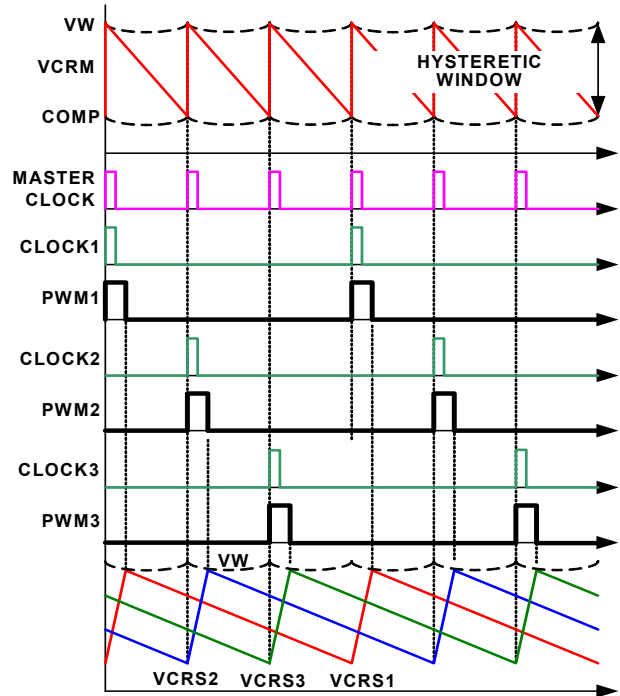 VW
VCRM
HYSTERETIC
WINDOW
COMP
MASTER
CLOCK
CLOCK1
PWM1
CLOCK2
PWM2
CLOCK3
PWM3
VW
VCRS2 VCRS3 VCRS1